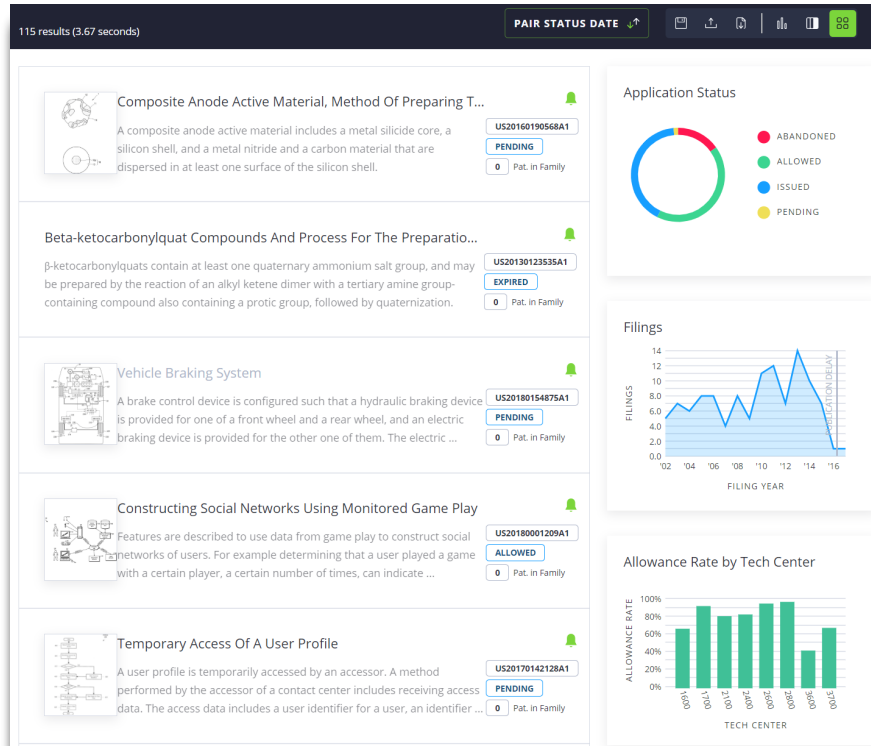 115 results (3.67 seconds)
PAIR STATUS DATE
Composite Anode Active Material, Method Of Preparing T...
A composite anode active material includes a metal silicide core, a
silicon shell, and a metal nitride and a carbon material that are
dispersed in at least one surface of the silicon shell.
US20160190568A1
PENDING
0 Pat. in Family
Beta-ketocarbonylquat Compounds And Process For The Preparatio...
β-ketocarbonylquats contain at least one quaternary ammonium salt group, and may
be prepared by the reaction of an alkyl ketene dimer with a tertiary amine group-
containing compound also containing a protic group, followed by quaternization.
US20130123535A1
EXPIRED
0 Pat. in Family
Vehicle Braking System
A brake control device is configured such that a hydraulic braking device
is provided for one of a front wheel and a rear wheel, and an electric
braking device is provided for the other one of them. The electric ...
US20180154875A1
PENDING
0 Pat. in Family
Constructing Social Networks Using Monitored Game Play
Features are described to use data from game play to construct social
networks of users. For example determining that a user played a game
with a certain player, a certain number of times, can indicate ...
US20180001209A1
ALLOWED
0 Pat. in Family
Temporary Access Of A User Profile
A user profile is temporarily accessed by an accessor. A method
performed by the accessor of a contact center includes receiving access
data. The access data includes a user identifier for a user, an identifier ...
US20170142128A1
PENDING
0 Pat. in Family
Application Status
ABANDONED
ALLOWED
ISSUED
PENDING
Filings
FILINGS
14
12
10
8.0
6.0
4.0
2.0
0.0
PUBLICATION DELAY
'02 '04 '06 '08 '10 '12 '14 '16
FILING YEAR
Allowance Rate by Tech Center
ALLOWANCE RATE
100%
80%
60%
40%
20%
0%
1600 1700 2100 2400 2600 2800 3600 3700
TECH CENTER